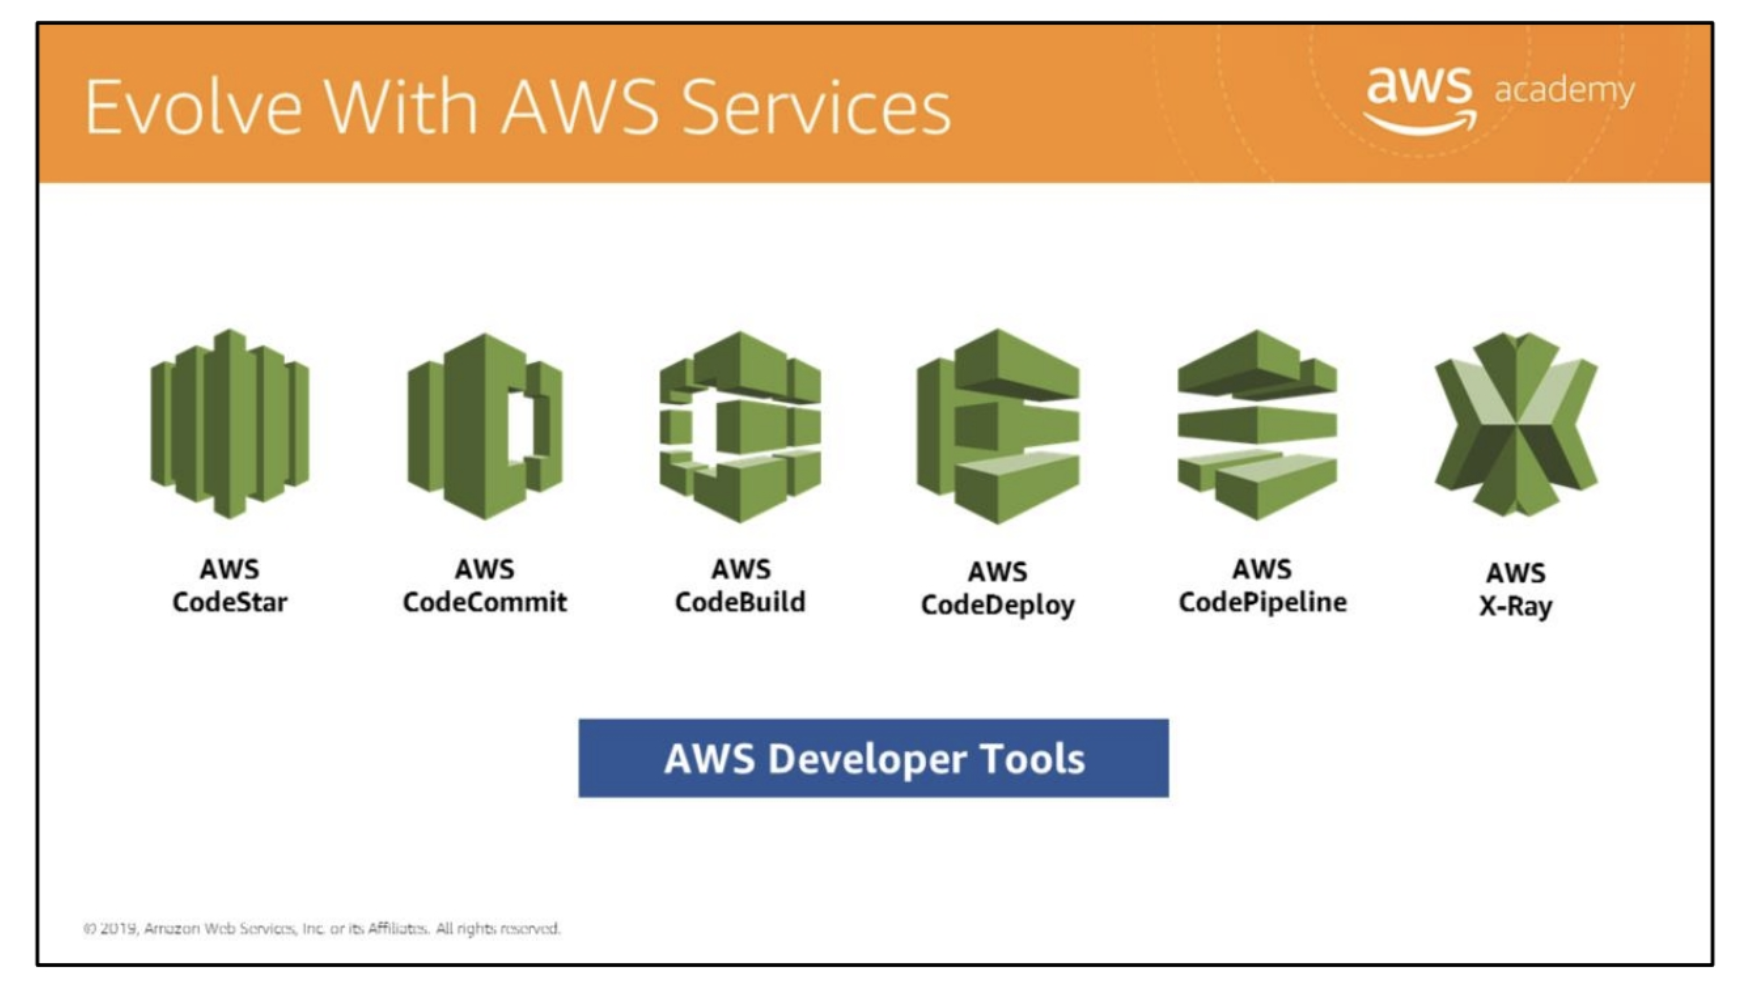 Evolve With AWS Services
aws academy
AWS
CodeStar
AWS
CodeCommit
AWS
CodeBuild
AWS
CodeDeploy
AWS
CodePipeline
AWS
X-Ray
AWS Developer Tools
© 2019, Amazon Web Services, Inc. or its Affiliates. All rights reserved.